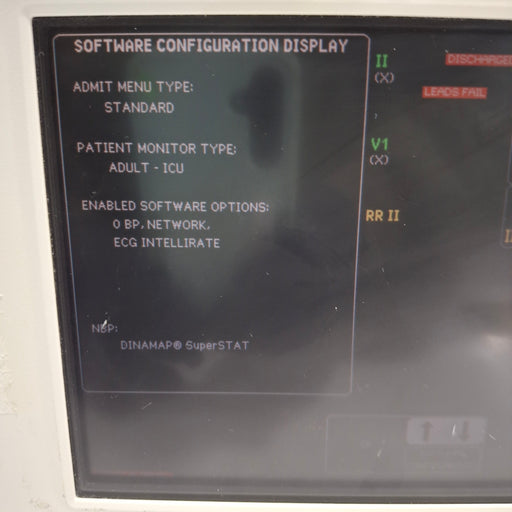 SOFTWARE CONFIGURATION DISPLAY
ADMIT MENU TYPE:
STANDARD
PATIENT MONITOR TYPE:
ADULT - ICU
ENABLED SOFTWARE OPTIONS:
0 BP, NETWORK,
ECG INTELLIRATE
NBP:
DINAMAP® SuperSTAT
II
(X)
DISCHARGED
LEADS FAIL
V1
(X)
RR II